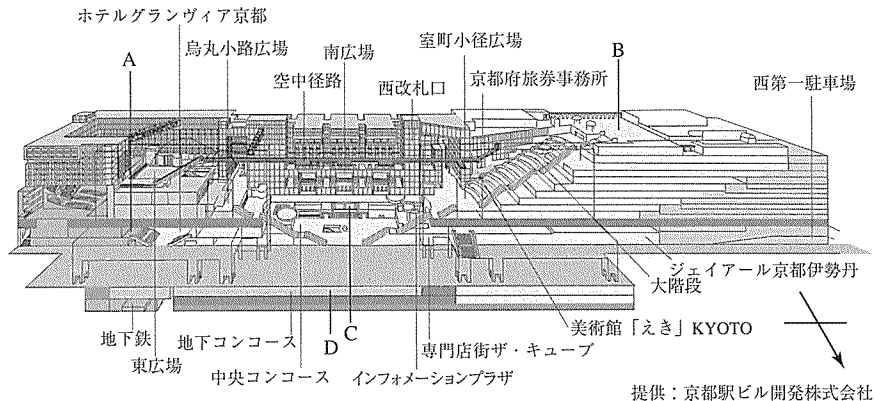 ホテルグランヴィア京都
A
烏丸小路広場
空中径路
南広場
西改札口
室町小径広場
京都府旅券事務所
B
西第一駐車場
ジェイアール京都伊勢丹
大階段
美術館「えき」KYOTO
専門店街ザ・キューブ
C
インフォメーションプラザ
D
中央コンコース
地下コンコース
東広場
地下鉄
提供：京都駅ビル開発株式会社